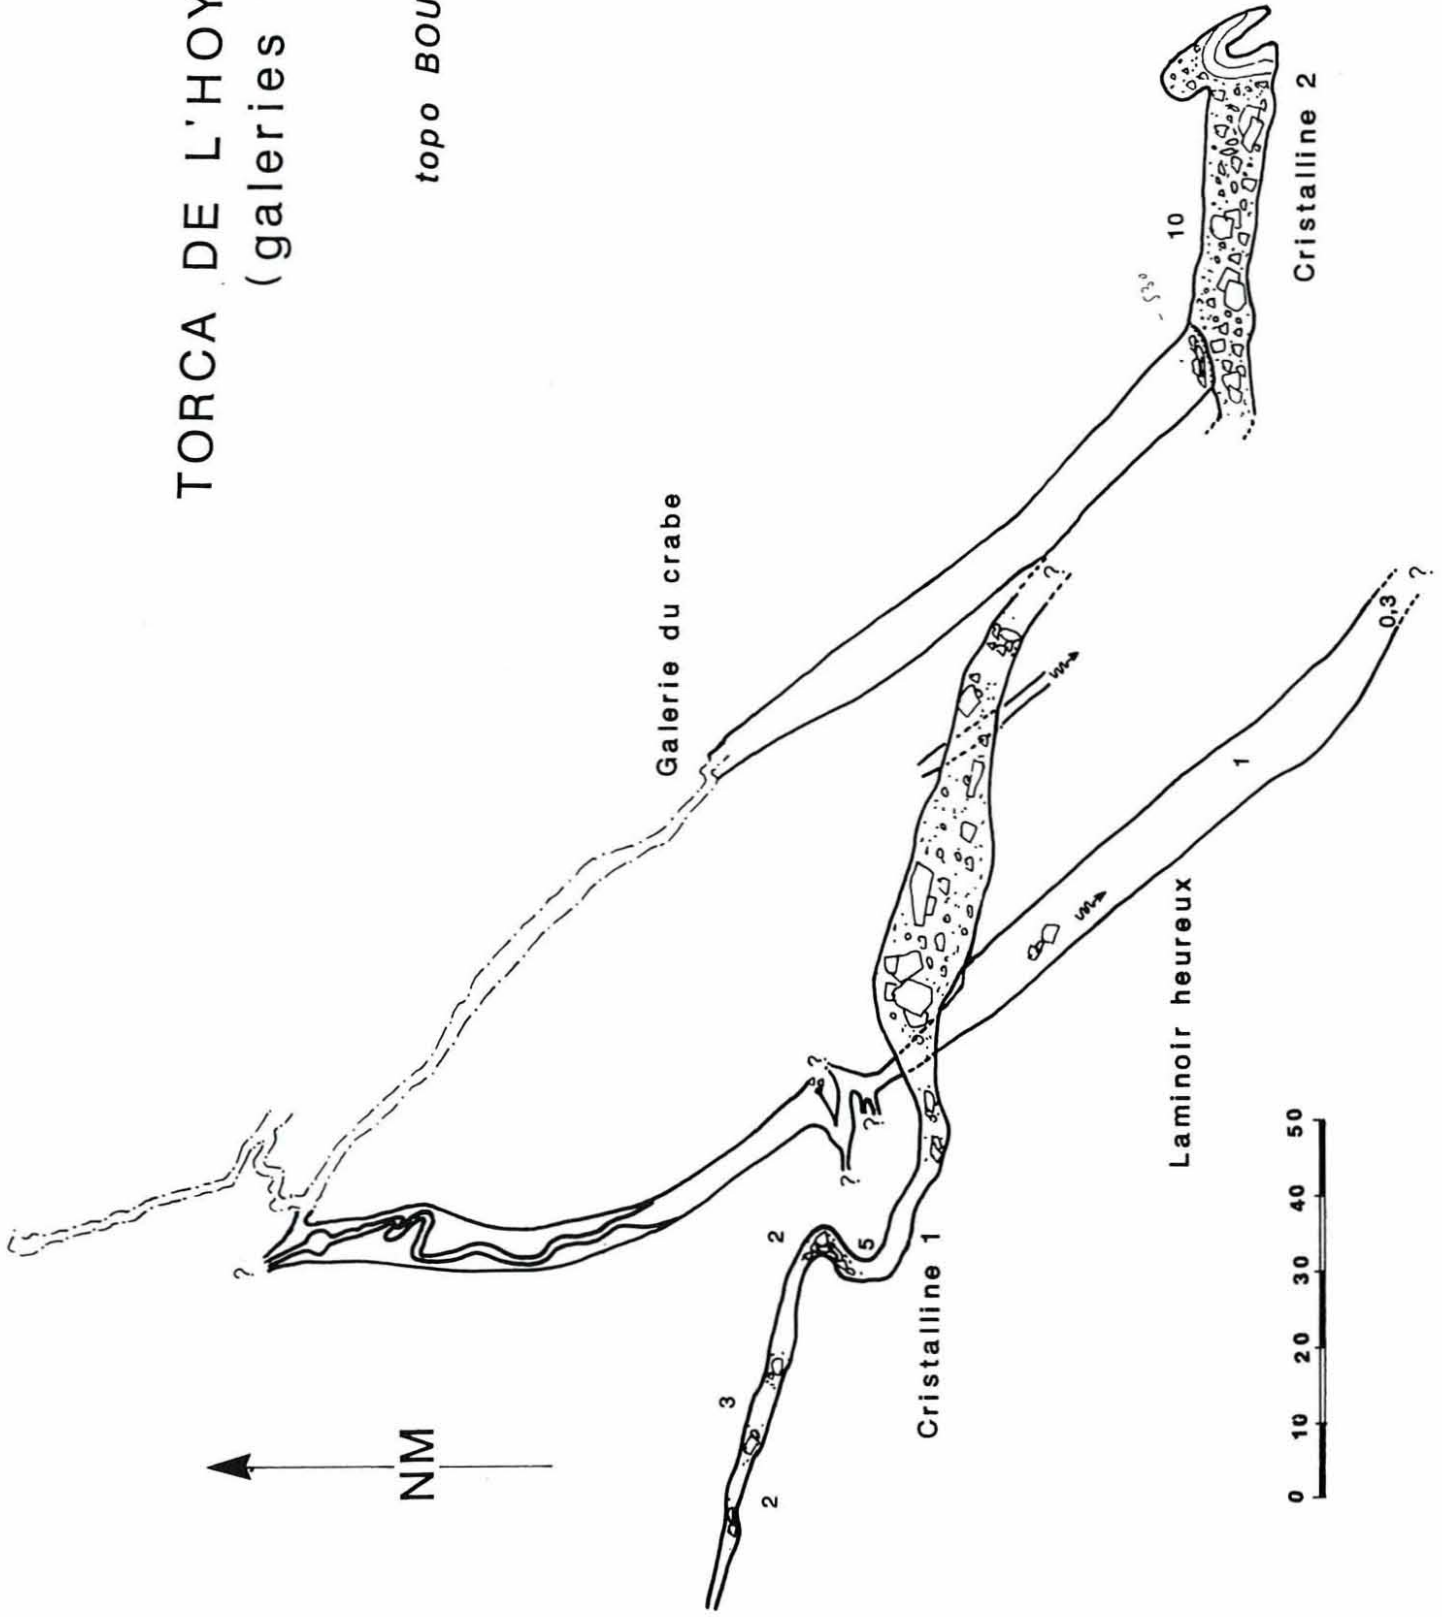 TORCA DE L'HOY
(galeries
topo BOU
Galerie du crabe
10
Cristalline 2
?
?
0,3
1
Laminoir heureux
?
?
?
?
2
5
Cristalline 1
3
2
NM
0 10 20 30 40 50